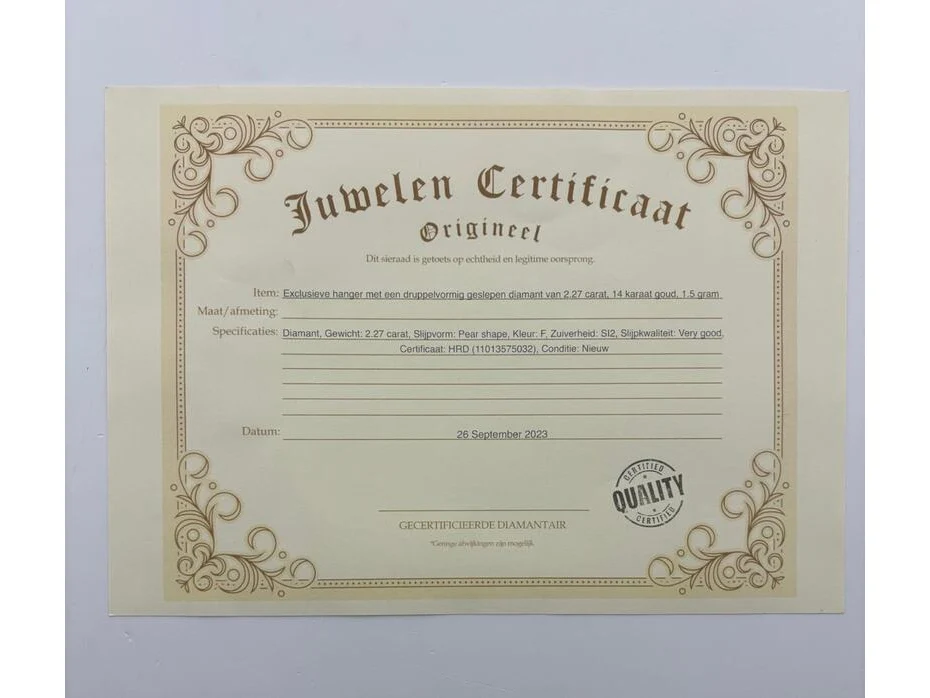 Juwelen Certificaat
Origineel
Dit sieraad is getoets op echtheid en legitime oorsprong.
Item: Exclusieve hanger met een druppelvormig geslepen diamant van 2.27 carat, 14 karaat goud, 1.5 gram
Maat/afmeting:
Specificaties: Diamant, Gewicht: 2.27 carat, Slijpvorm: Pear shape, Kleur: F, Zuiverheid: SI2, Slijpkwaliteit: Very good,
Certificaat: HRD (11013575032), Conditie: Nieuw
Datum: 26 September 2023
CERTIFIED
QUALITY
CERTIFIED
GECERTIFICIEERDE DIAMANTAIR
*Geringe afwijkingen zijn mogelijk